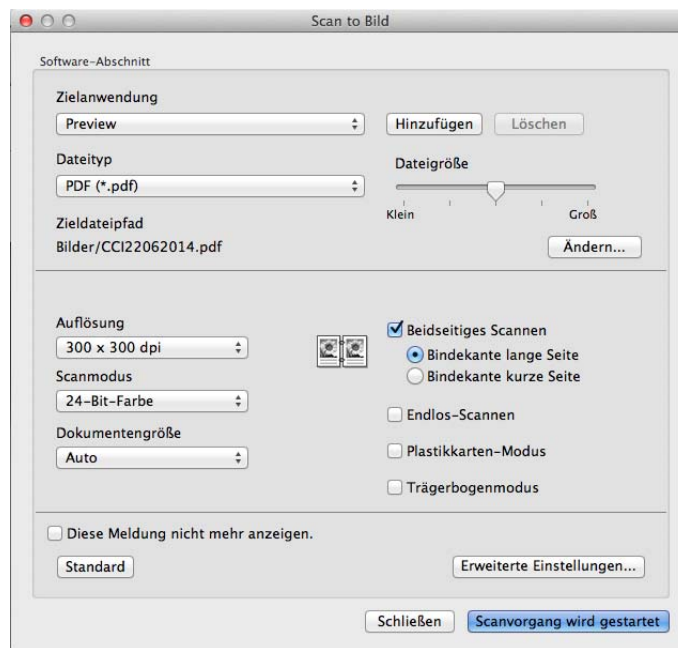 Scan to Bild
Software-Abschnitt
Zielanwendung
Preview
Hinzufügen
Löschen
Dateityp
Dateigröße
PDF (*.pdf)
Klein
Groß
Zieldateipfad
Bilder/CCI22062014.pdf
Ändern...
Auflösung
300 x 300 dpi
Scanmodus
24-Bit-Farbe
Dokumentengröße
Auto
Beidseitiges Scannen
Bindekante lange Seite
Bindekante kurze Seite
Endlos-Scannen
Plastikkarten-Modus
Trägerbogenmodus
Diese Meldung nicht mehr anzeigen.
Standard
Erweiterte Einstellungen...
Schließen
Scanvorgang wird gestartet